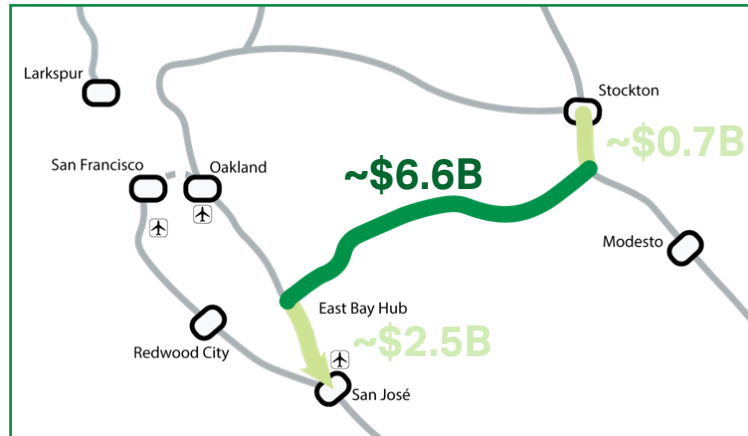 Larkspur
Stockton
~$0.7B
San Francisco
Oakland
~$6.6B
Modesto
East Bay Hub
~$2.5B
Redwood City
San José